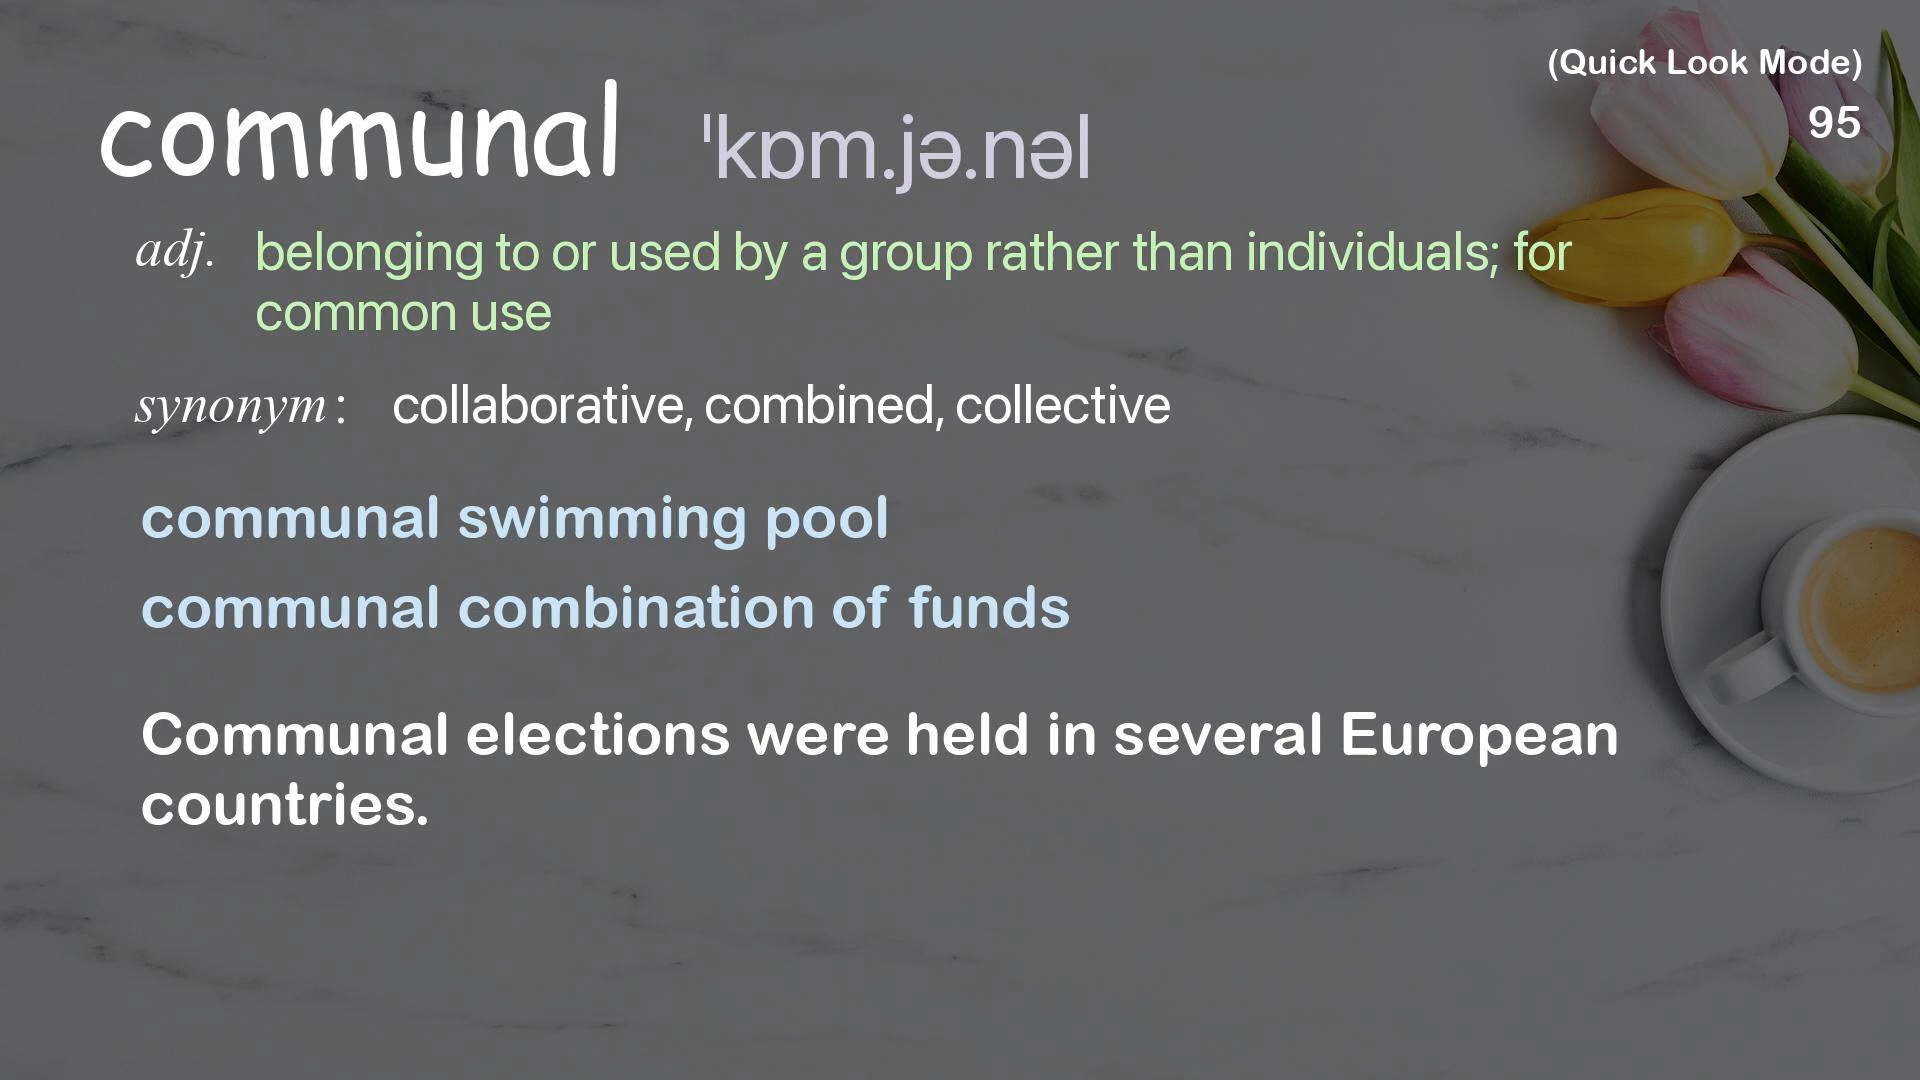 (Quick Look Mode)
95
communal ˈkɒm.jə.nəl
adj. belonging to or used by a group rather than individuals; for
common use
synonym : collaborative, combined, collective
communal swimming pool
communal combination of funds
Communal elections were held in several European
countries.